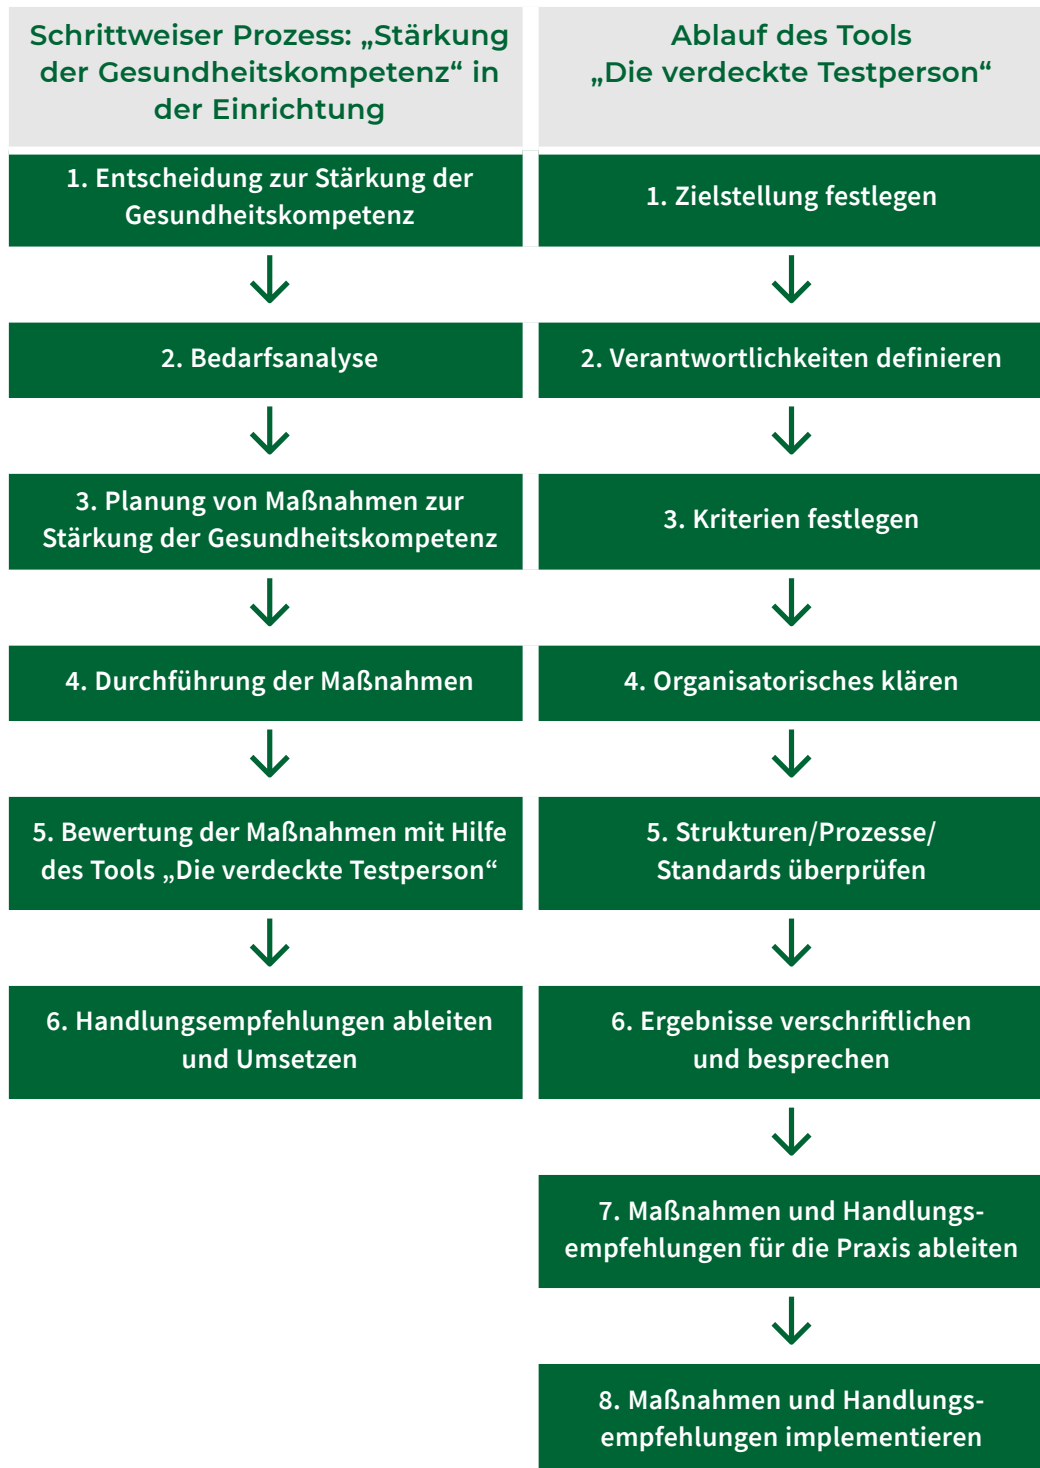 Schrittweiser Prozess: „Stärkung
der Gesundheitskompetenz“ in
der Einrichtung
1. Entscheidung zur Stärkung der
Gesundheitskompetenz
2. Bedarfsanalyse
3. Planung von Maßnahmen zur
Stärkung der Gesundheitskompetenz
4. Durchführung der Maßnahmen
5. Bewertung der Maßnahmen mit Hilfe
des Tools „Die verdeckte Testperson“
6. Handlungsempfehlungen ableiten
und Umsetzen
Ablauf des Tools
„Die verdeckte Testperson“
1. Zielstellung festlegen
2. Verantwortlichkeiten definieren
3. Kriterien festlegen
4. Organisatorisches klären
5. Strukturen/Prozesse/
Standards überprüfen
6. Ergebnisse verschriftlichen
und besprechen
7. Maßnahmen und Handlungs-
empfehlungen für die Praxis ableiten
8. Maßnahmen und Handlungs-
empfehlungen implementieren